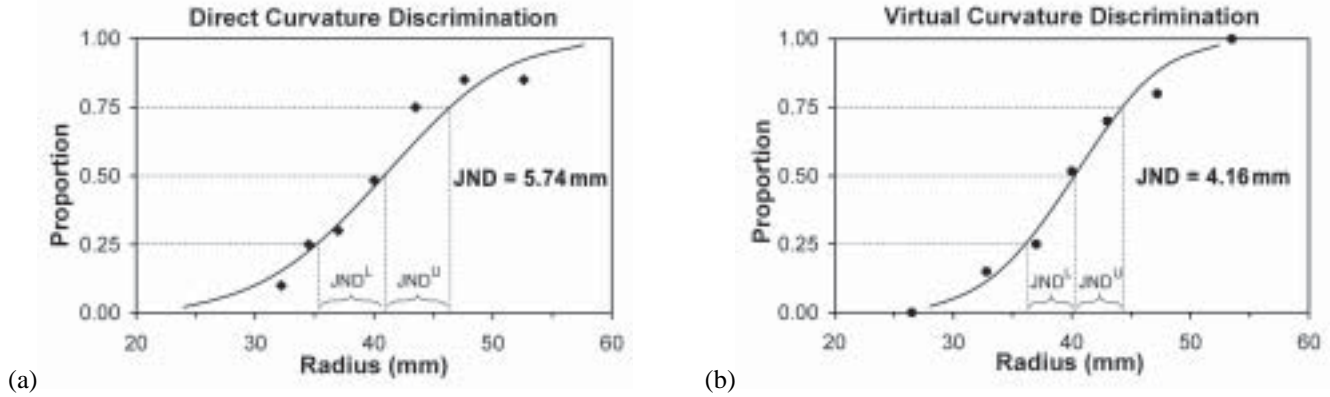 Direct Curvature Discrimination
1.00
0.75
0.50
0.25
0.00
Proportion
JND = 5.74 mm
JND^L
JND^U
20 30 40 50 60
Radius (mm)
(a)
Virtual Curvature Discrimination
1.00
0.75
0.50
0.25
0.00
Proportion
JND = 4.16 mm
JND^L
JND^U
20 30 40 50 60
Radius (mm)
(b)